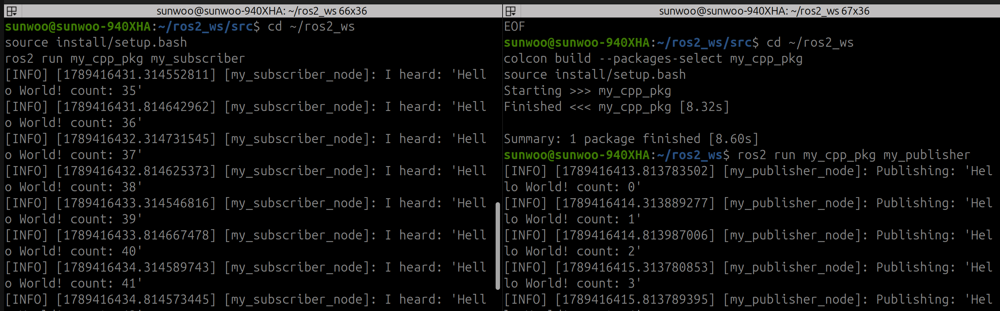 sunwoo@sunwoo-940XHA: ~/ros2_ws 66x36
sunwoo@sunwoo-940XHA:~/ros2_ws/src$ cd ~/ros2_ws
source install/setup.bash
ros2 run my_cpp_pkg my_subscriber
[INFO] [1789416431.314552811] [my_subscriber_node]: I heard: 'Hell
o World! count: 35'
[INFO] [1789416431.814642962] [my_subscriber_node]: I heard: 'Hell
o World! count: 36'
[INFO] [1789416432.314731545] [my_subscriber_node]: I heard: 'Hell
o World! count: 37'
[INFO] [1789416432.814625373] [my_subscriber_node]: I heard: 'Hell
o World! count: 38'
[INFO] [1789416433.314546816] [my_subscriber_node]: I heard: 'Hell
o World! count: 39'
[INFO] [1789416433.814667478] [my_subscriber_node]: I heard: 'Hell
o World! count: 40'
[INFO] [1789416434.314589743] [my_subscriber_node]: I heard: 'Hell
o World! count: 41'
[INFO] [1789416434.814573445] [my_subscriber_node]: I heard: 'Hell
sunwoo@sunwoo-940XHA: ~/ros2_ws 67x36
EOF
sunwoo@sunwoo-940XHA:~/ros2_ws/src$ cd ~/ros2_ws
colcon build --packages-select my_cpp_pkg
source install/setup.bash
Starting >>> my_cpp_pkg
Finished <<< my_cpp_pkg [8.32s]
Summary: 1 package finished [8.60s]
sunwoo@sunwoo-940XHA:~/ros2_ws$ ros2 run my_cpp_pkg my_publisher
[INFO] [1789416413.813783502] [my_publisher_node]: Publishing: 'Hel
lo World! count: 0'
[INFO] [1789416414.313889277] [my_publisher_node]: Publishing: 'Hel
lo World! count: 1'
[INFO] [1789416414.813987006] [my_publisher_node]: Publishing: 'Hel
lo World! count: 2'
[INFO] [1789416415.313780853] [my_publisher_node]: Publishing: 'Hel
lo World! count: 3'
[INFO] [1789416415.813789395] [my_publisher_node]: Publishing: 'Hel